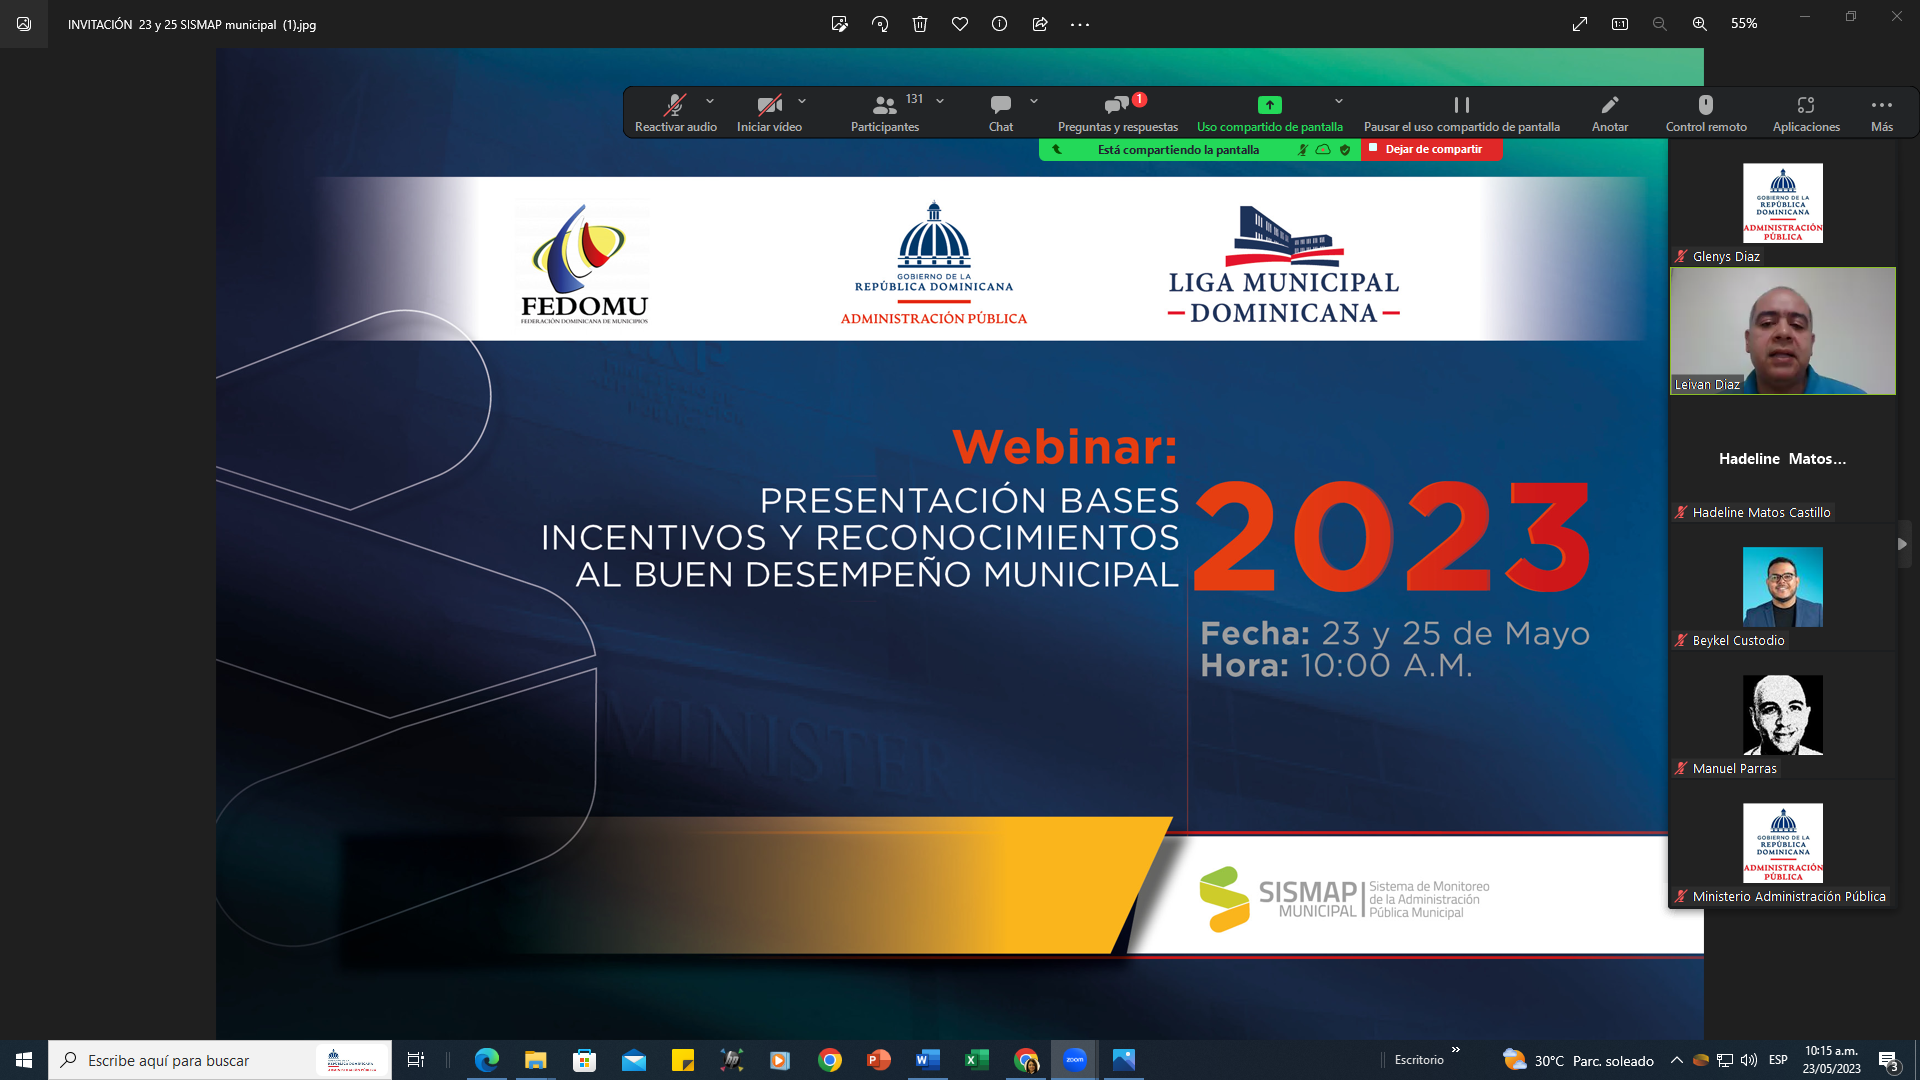 INVITACIÓN 23 y 25 SISMAP municipal (1).jpg
55%
Reactivar audio
Iniciar vídeo
131
Participantes
Chat
1
Preguntas y respuestas
Uso compartido de pantalla
Pausar el uso compartido de pantalla
Anotar
Control remoto
Aplicaciones
Más
Está compartiendo la pantalla
Dejar de compartir
FEDOMU
FEDERACIÓN DOMINICANA DE MUNICIPIOS
GOBIERNO DE LA
REPÚBLICA DOMINICANA
ADMINISTRACIÓN PÚBLICA
LIGA MUNICIPAL
DOMINICANA
Webinar:
PRESENTACIÓN BASES
INCENTIVOS Y RECONOCIMIENTOS
AL BUEN DESEMPEÑO MUNICIPAL
2023
Fecha: 23 y 25 de Mayo
Hora: 10:00 A.M.
MINISTER
SISMAP
MUNICIPAL
Sistema de Monitoreo
de la Administración
Pública Municipal
GOBIERNO DE LA
REPÚBLICA
DOMINICANA
ADMINISTRACIÓN
PÚBLICA
Glenys Diaz
Leivan Diaz
Hadeline Matos...
Hadeline Matos Castillo
Beykel Custodio
Manuel Parras
GOBIERNO DE LA
REPÚBLICA
DOMINICANA
ADMINISTRACIÓN
PÚBLICA
Ministerio Administración Pública
Escribe aquí para buscar
zoom
Escritorio
30°C Parc. soleado
ESP
10:15 a.m.
23/05/2023
3